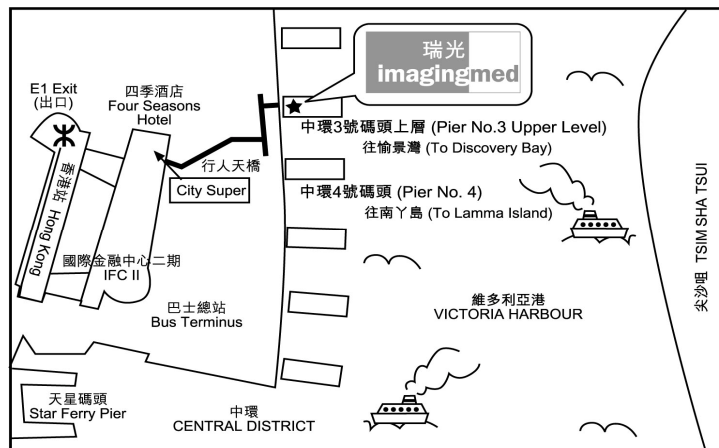 瑞光
imagingmed
E1 Exit
(出口)
四季酒店
Four Seasons
Hotel
中環3號碼頭上層 (Pier No.3 Upper Level)
往愉景灣 (To Discovery Bay)
行人天橋
City Super
中環4號碼頭 (Pier No. 4)
往南丫島 (To Lamma Island)
香港站 Hong Kong
國際金融中心二期
IFC II
巴士總站
Bus Terminus
維多利亞港
VICTORIA HARBOUR
尖沙咀 TSIM SHA TSUI
天星碼頭
Star Ferry Pier
中環
CENTRAL DISTRICT